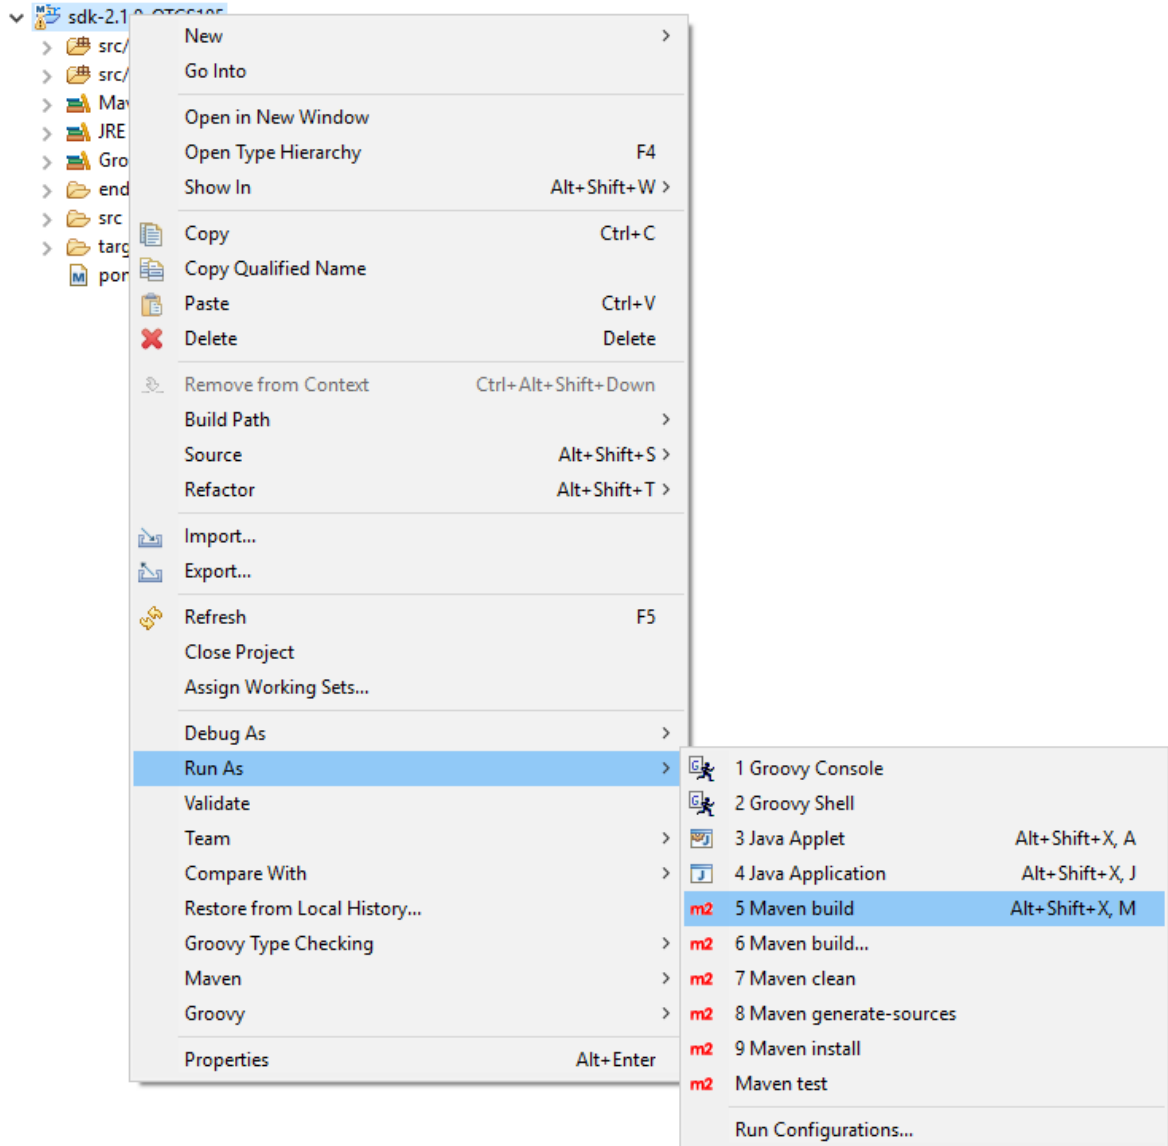 sdk-2.1.0-OTCS105
New
src/
Go Into
src/
Open in New Window
JRE
Open Type Hierarchy F4
Show In Alt+Shift+W
src
Copy Ctrl+C
Copy Qualified Name
Paste Ctrl+V
Delete Delete
Remove from Context Ctrl+Alt+Shift+Down
Build Path
Source Alt+Shift+S
Refactor Alt+Shift+T
Import...
Export...
Refresh F5
Close Project
Assign Working Sets...
Debug As
Run As
Validate
Team
Compare With
Restore from Local History...
Groovy Type Checking
Maven
Groovy
Properties Alt+Enter
1 Groovy Console
2 Groovy Shell
3 Java Applet Alt+Shift+X, A
4 Java Application Alt+Shift+X, J
m2 5 Maven build Alt+Shift+X, M
m2 6 Maven build...
m2 7 Maven clean
m2 8 Maven generate-sources
m2 9 Maven install
m2 Maven test
Run Configurations...